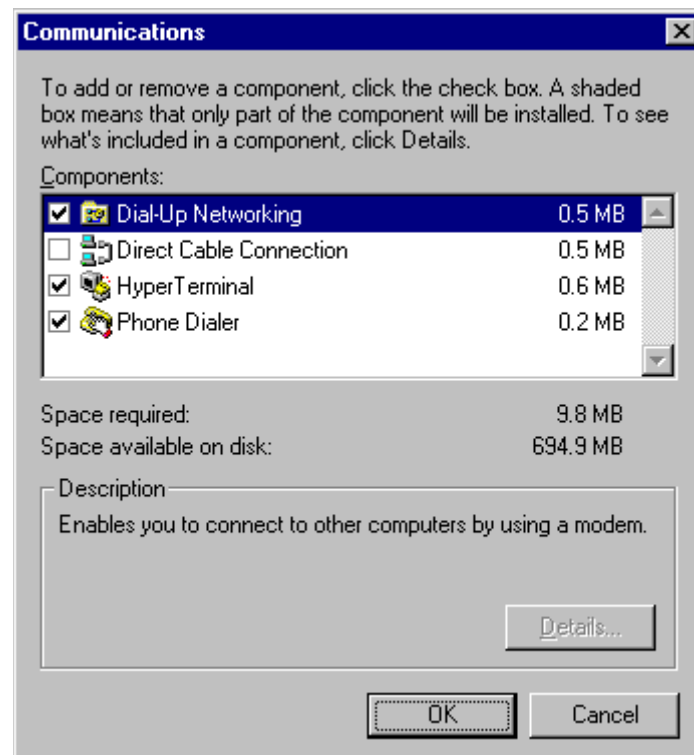 Communications
To add or remove a component, click the check box. A shaded
box means that only part of the component will be installed. To see
what's included in a component, click Details.
Components:
Dial-Up Networking 0.5 MB
Direct Cable Connection 0.5 MB
HyperTerminal 0.6 MB
Phone Dialer 0.2 MB
Space required: 9.8 MB
Space available on disk: 694.9 MB
Description
Enables you to connect to other computers by using a modem.
Details...
OK Cancel